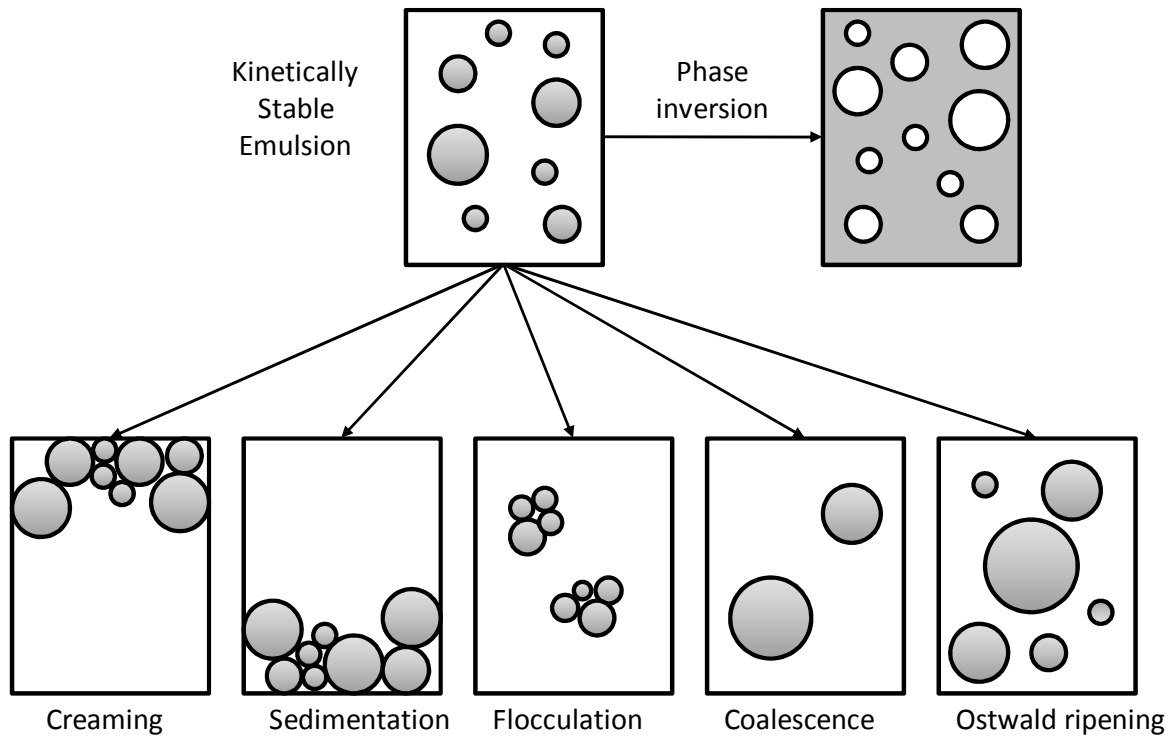 Kinetically
Stable
Emulsion
Phase
inversion
Creaming
Sedimentation
Flocculation
Coalescence
Ostwald ripening